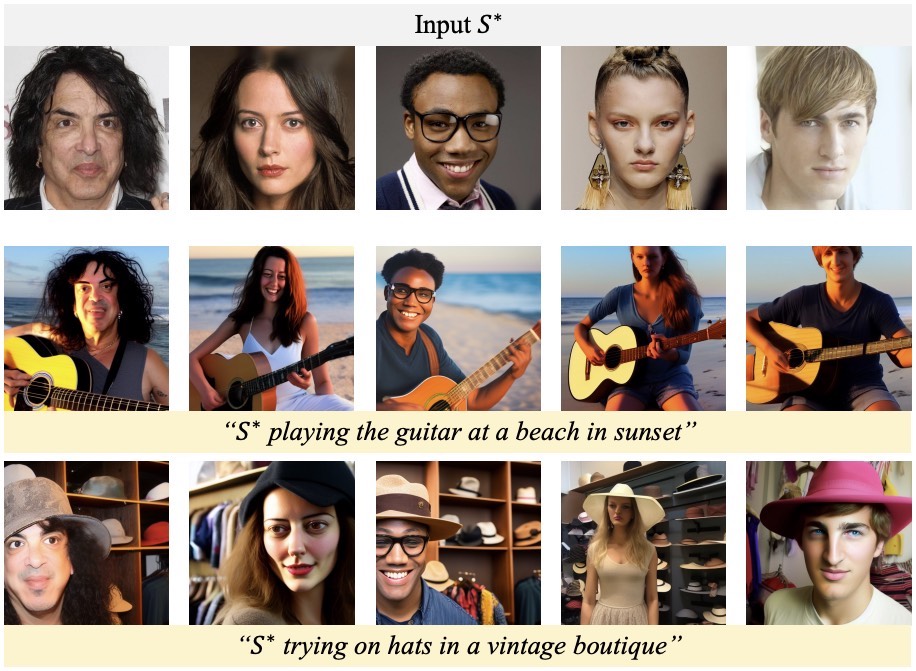 Input S*
“S* playing the guitar at a beach in sunset”
“S* trying on hats in a vintage boutique”